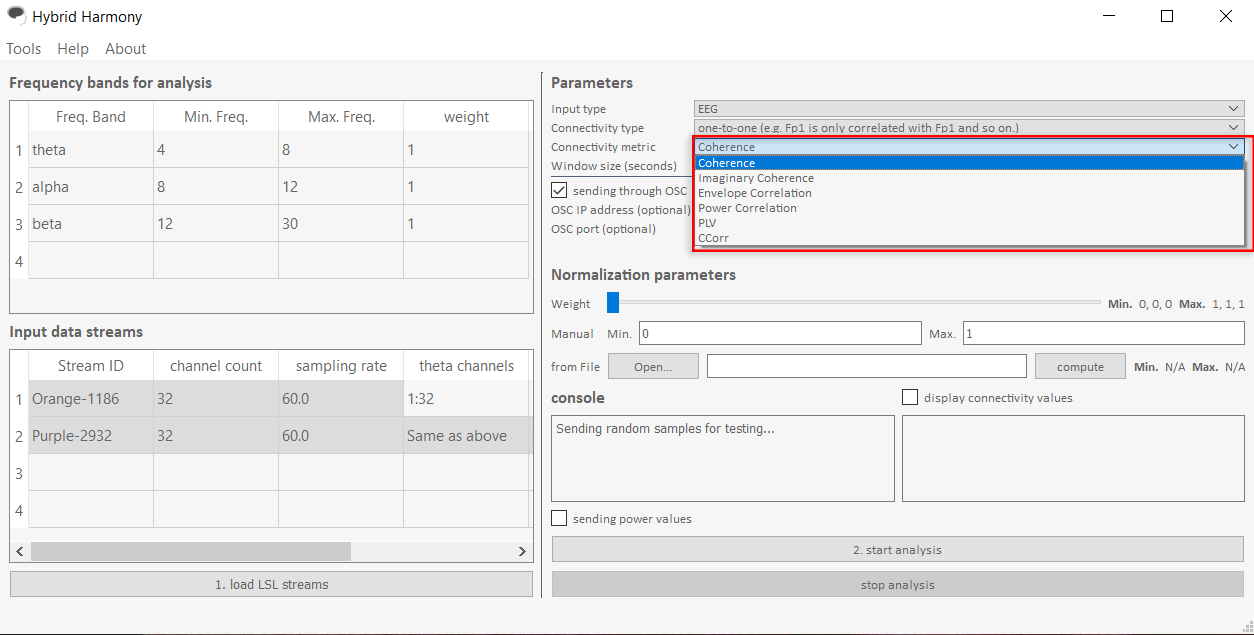 Hybrid Harmony
Tools Help About
Frequency bands for analysis
Freq. Band Min. Freq. Max. Freq. weight
1 theta 4 8 1
2 alpha 8 12 1
3 beta 12 30 1
4
Input data streams
Stream ID channel count sampling rate theta channels
1 Orange-1186 32 60.0 1:32
2 Purple-2932 32 60.0 Same as above
3
4
1. load LSL streams
Parameters
Input type EEG
Connectivity type one-to-one (e.g. Fp1 is only correlated with Fp1 and so on.)
Connectivity metric Coherence
Window size (seconds)
Coherence
Imaginary Coherence
Envelope Correlation
Power Correlation
PLV
CCorr
sending through OSC
OSC IP address (optional)
OSC port (optional)
Normalization parameters
Weight Min. 0, 0, 0 Max. 1, 1, 1
Manual Min. 0 Max. 1
from File Open... compute Min. N/A Max. N/A
console display connectivity values
Sending random samples for testing...
sending power values
2. start analysis
stop analysis